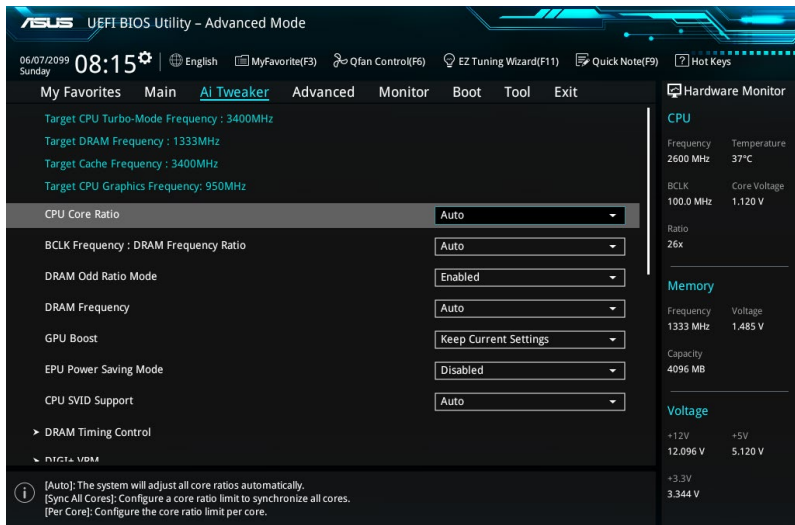 ASUS UEFI BIOS Utility – Advanced Mode
06/07/2099
Sunday
08:15
English
MyFavorite(F3)
Qfan Control(F6)
EZ Tuning Wizard(F11)
Quick Note(F9)
? Hot Keys
My Favorites Main Ai Tweaker Advanced Monitor Boot Tool Exit
Target CPU Turbo-Mode Frequency : 3400MHz
Target DRAM Frequency : 1333MHz
Target Cache Frequency : 3400MHz
Target CPU Graphics Frequency: 950MHz
CPU Core Ratio Auto
BCLK Frequency : DRAM Frequency Ratio Auto
DRAM Odd Ratio Mode Enabled
DRAM Frequency Auto
GPU Boost Keep Current Settings
EPU Power Saving Mode Disabled
CPU SVID Support Auto
DRAM Timing Control
DIGI+ VRM
[Auto]: The system will adjust all core ratios automatically.
[Sync All Cores]: Configure a core ratio limit to synchronize all cores.
[Per Core]: Configure the core ratio limit per core.
Hardware Monitor
CPU
Frequency Temperature
2600 MHz 37°C
BCLK Core Voltage
100.0 MHz 1.120 V
Ratio
26x
Memory
Frequency Voltage
1333 MHz 1.485 V
Capacity
4096 MB
Voltage
+12V +5V
12.096 V 5.120 V
+3.3V
3.344 V